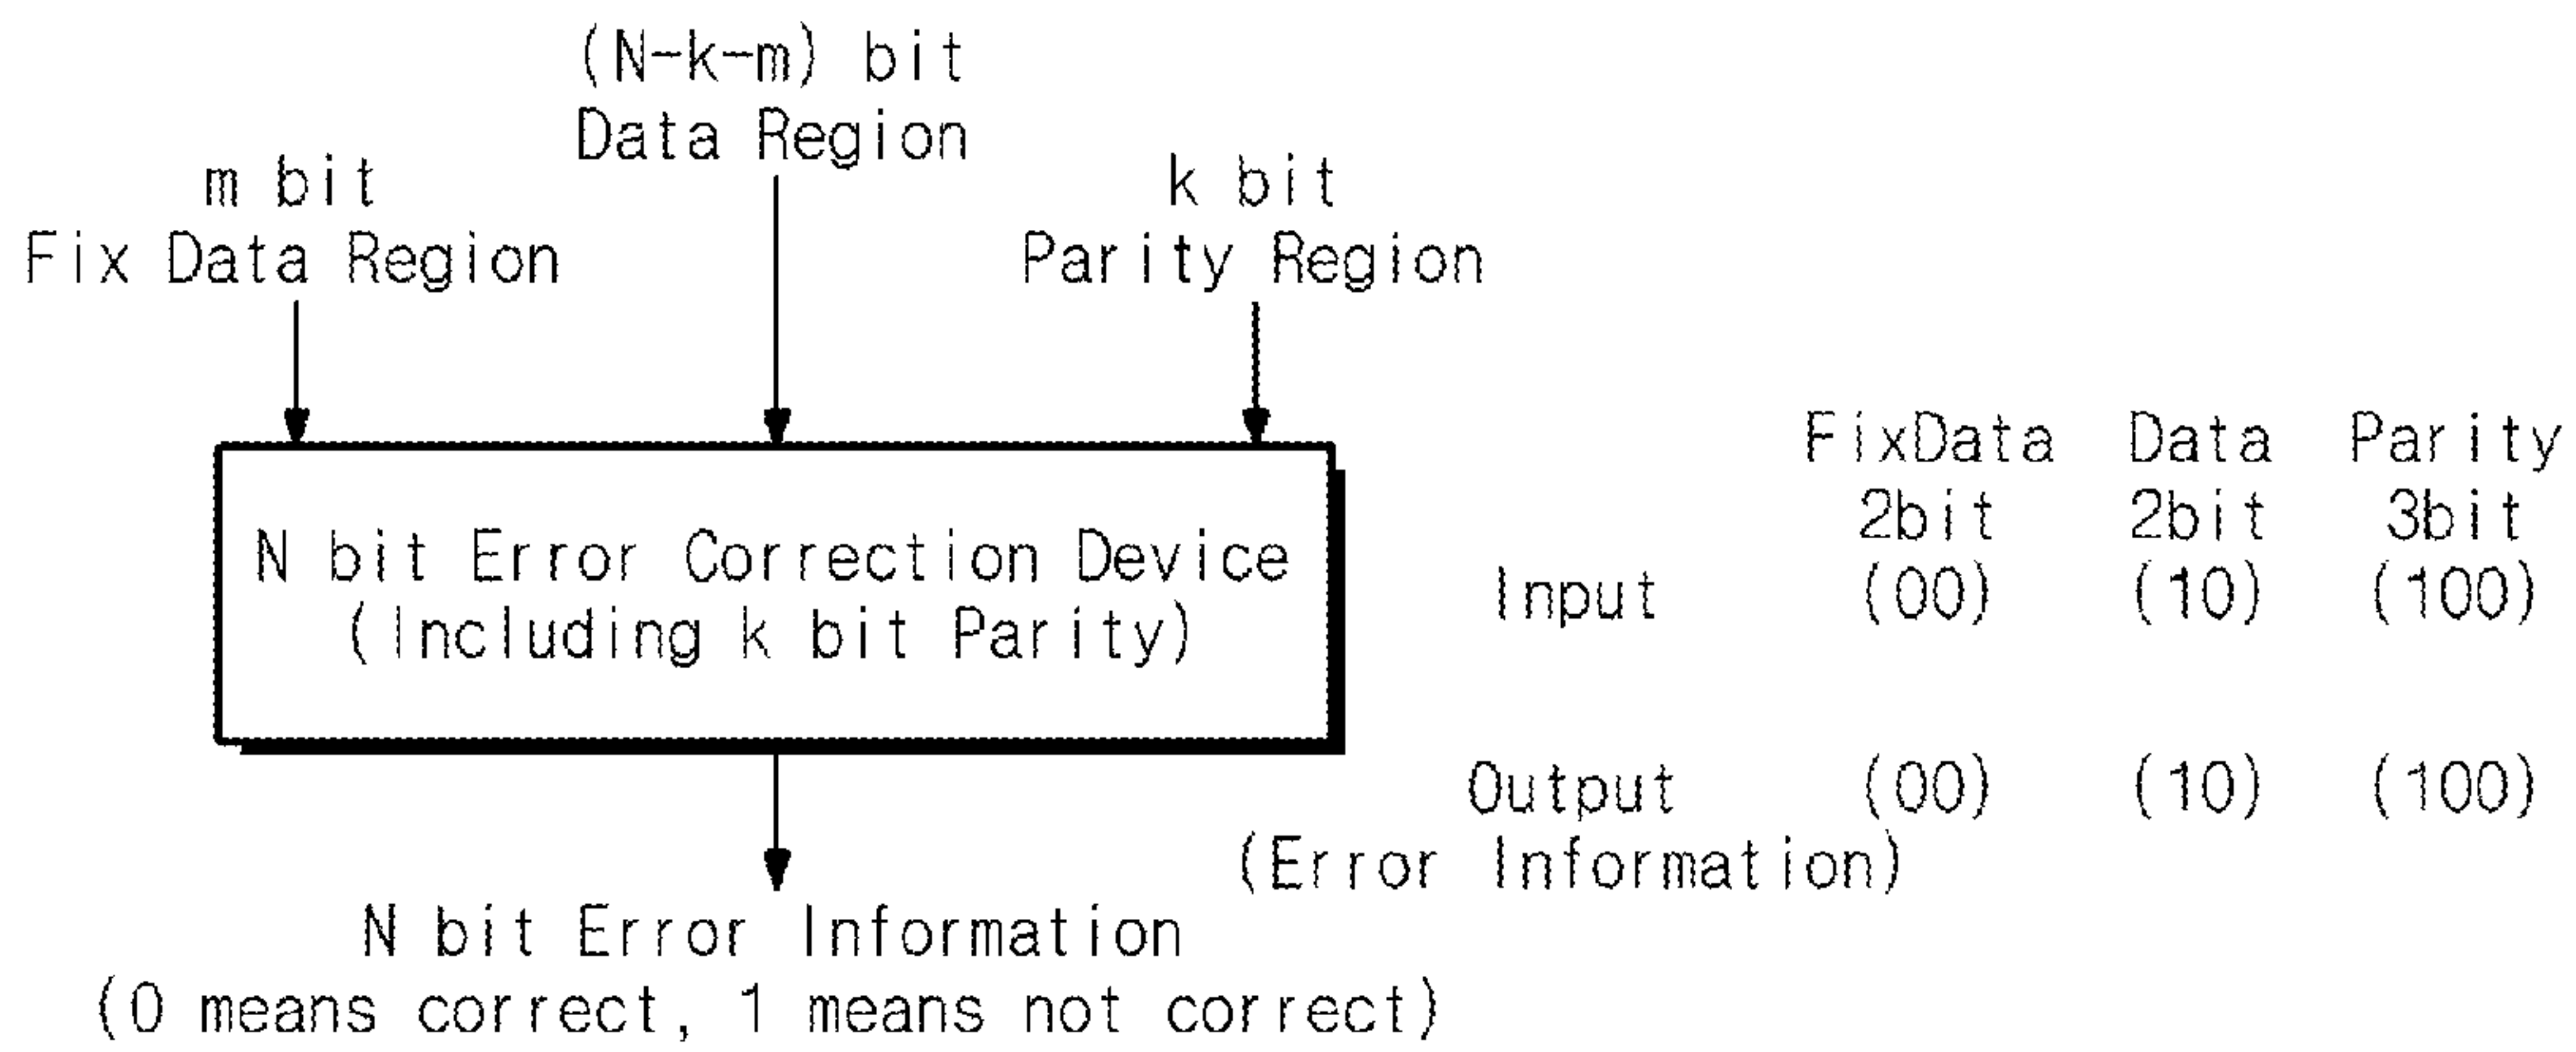 (N-k-m) bit
Data Region
m bit
Fix Data Region
k bit
Parity Region
N bit Error Correction Device
(Including k bit Parity)
N bit Error Information
(0 means correct, 1 means not correct)
FixData Data Parity
2bit 2bit 3bit
Input (00) (10) (100)
Output (00) (10) (100)
(Error Information)